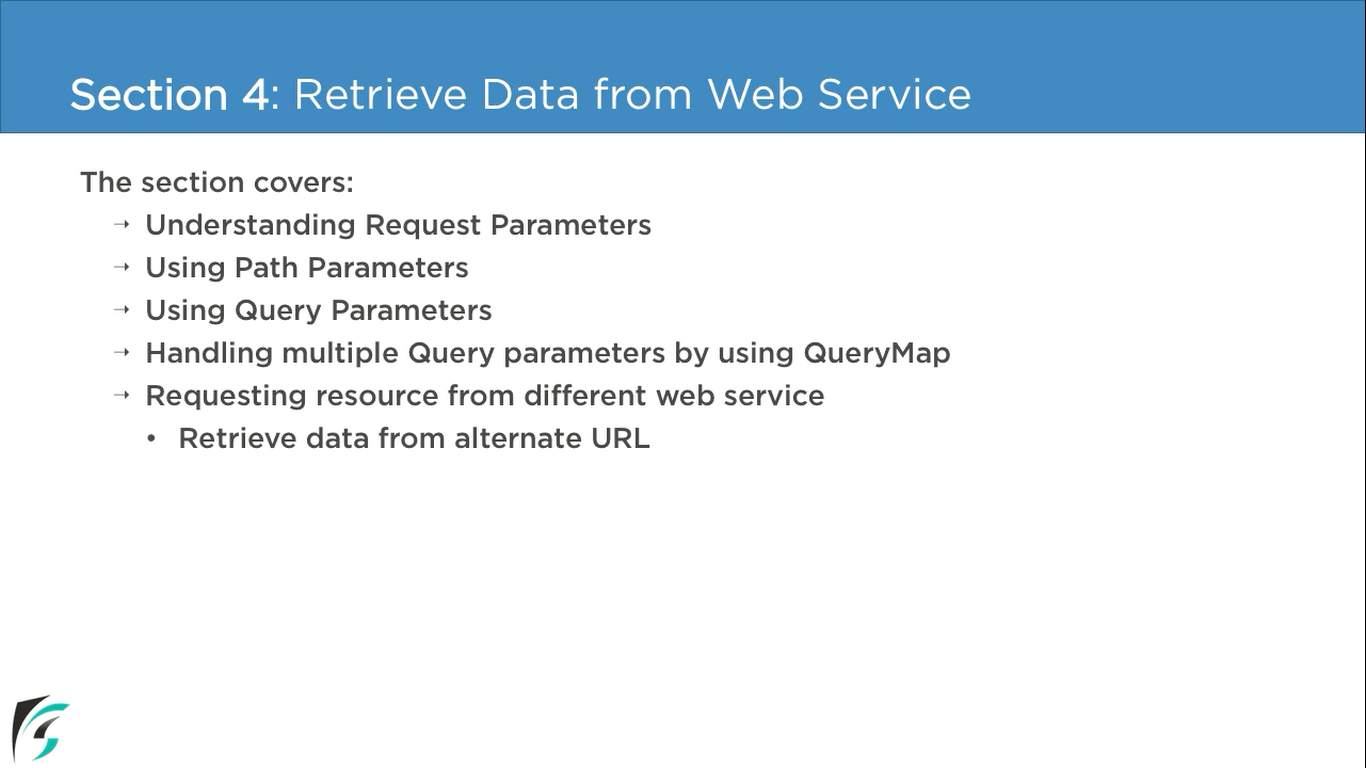 Section 4: Retrieve Data from Web Service
The section covers:
→ Understanding Request Parameters
→ Using Path Parameters
→ Using Query Parameters
→ Handling multiple Query parameters by using QueryMap
→ Requesting resource from different web service
• Retrieve data from alternate URL